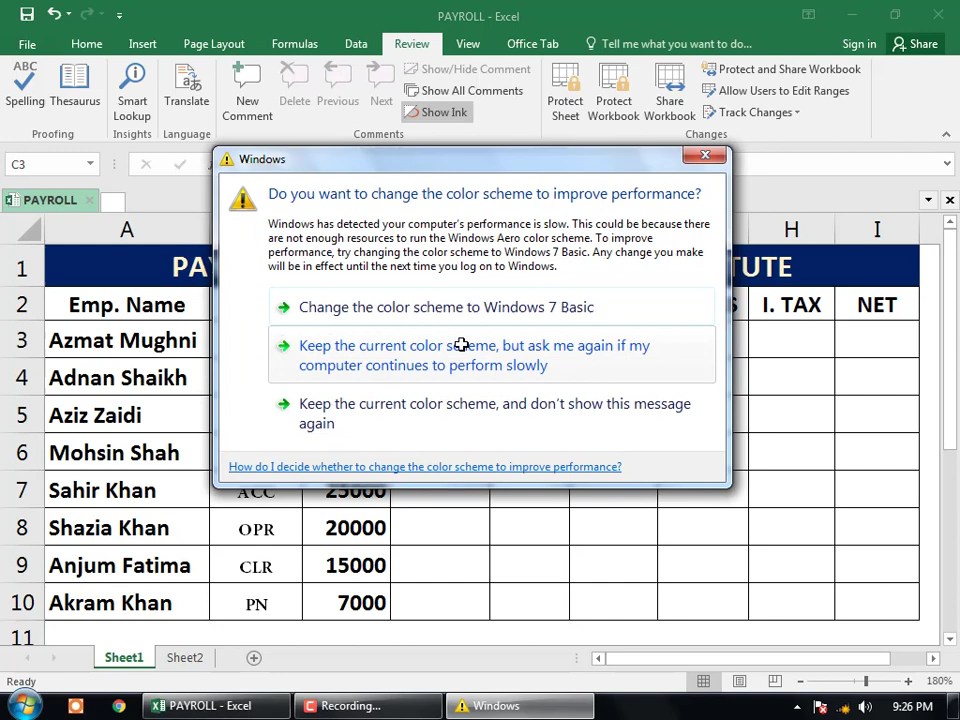 PAYROLL - Excel
File Home Insert Page Layout Formulas Data Review View Office Tab Tell me what you want to do... Sign in Share
ABC
Spelling Thesaurus Smart Lookup Translate New Comment Delete Previous Next
Show/Hide Comment
Show All Comments
Show Ink
Protect Sheet Protect Workbook Share Workbook
Protect and Share Workbook
Allow Users to Edit Ranges
Track Changes
Proofing Insights Language Comments Changes
C3
PAYROLL
Windows
Do you want to change the color scheme to improve performance?
Windows has detected your computer's performance is slow. This could be because
there are not enough resources to run the Windows Aero color scheme. To improve
performance, try changing the color scheme to Windows 7 Basic. Any change you make
will be in effect until the next time you log on to Windows.
Change the color scheme to Windows 7 Basic
Keep the current color scheme, but ask me again if my
computer continues to perform slowly
Keep the current color scheme, and don't show this message
again
How do I decide whether to change the color scheme to improve performance?
A H I
1 PA TUTE
2 Emp. Name I. TAX NET
3 Azmat Mughni
4 Adnan Shaikh
5 Aziz Zaidi
6 Mohsin Shah
7 Sahir Khan ACC 25000
8 Shazia Khan OPR 20000
9 Anjum Fatima CLR 15000
10 Akram Khan PN 7000
11
Sheet1 Sheet2
Ready 180%
PAYROLL - Excel Recording... Windows 9:26 PM